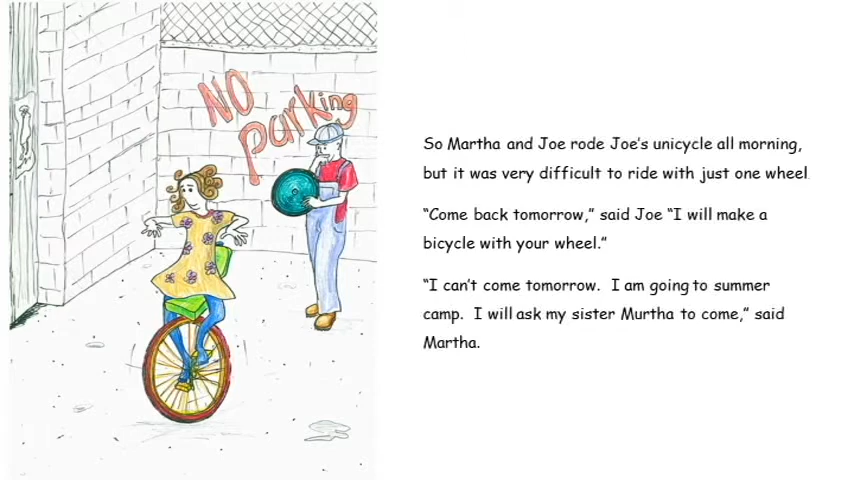 NO
parking
So Martha and Joe rode Joe's unicycle all morning,
but it was very difficult to ride with just one wheel.
“Come back tomorrow,” said Joe “I will make a
bicycle with your wheel.”
“I can't come tomorrow. I am going to summer
camp. I will ask my sister Murtha to come,” said
Martha.